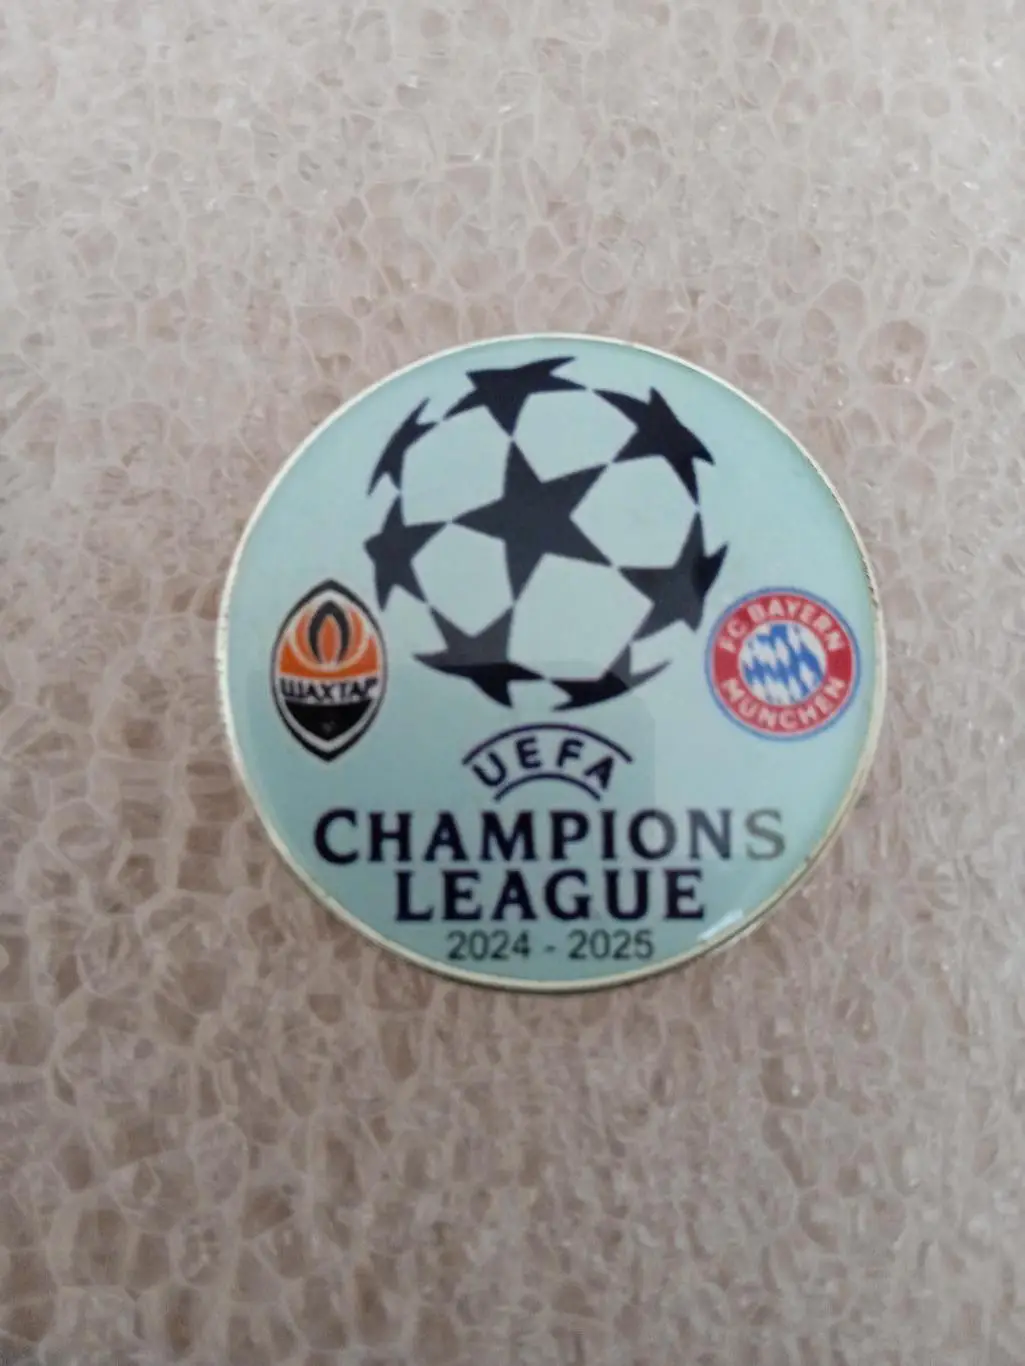 ШАХТАР
FC BAYERN
MÜNCHEN
UEFA
CHAMPIONS
LEAGUE
2024 - 2025